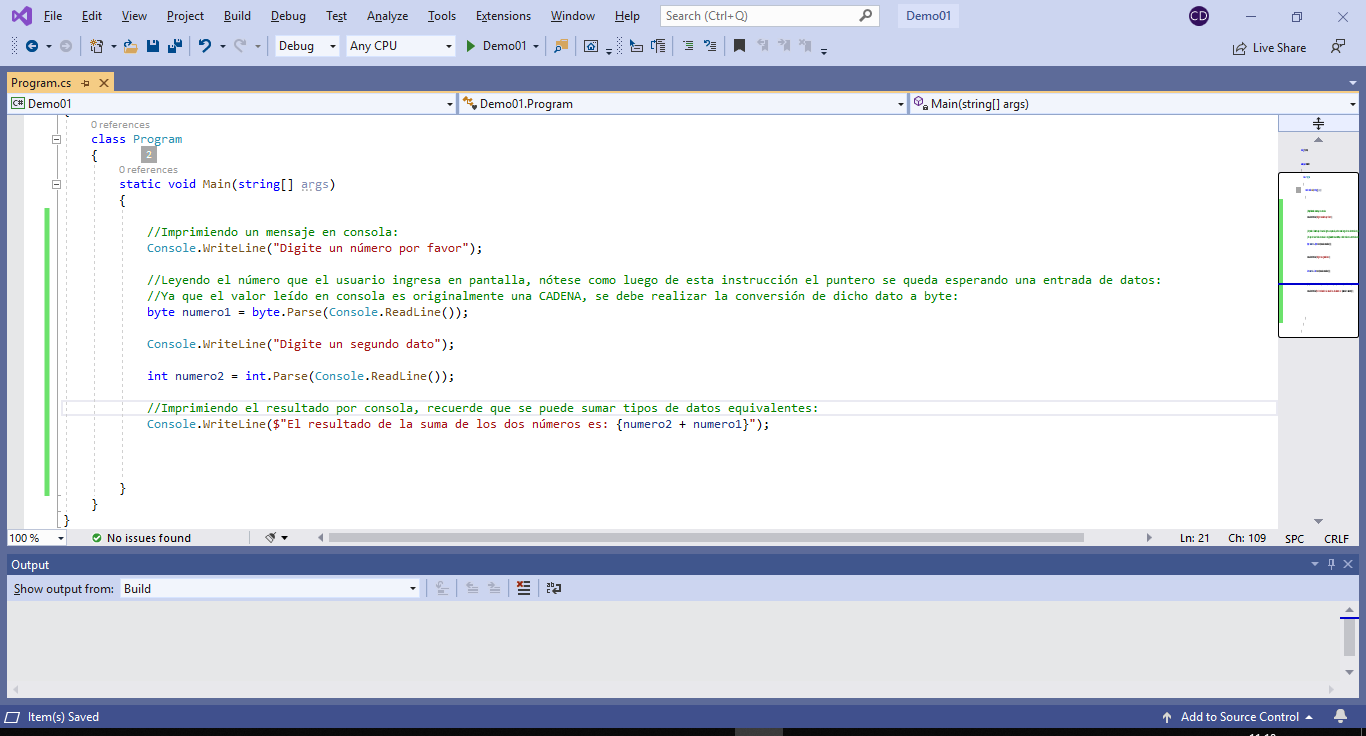 File Edit View Project Build Debug Test Analyze Tools Extensions Window Help Search (Ctrl+Q) Demo01 CD
Debug Any CPU Demo01 Live Share
Program.cs
C# Demo01 Demo01.Program Main(string[] args)
0 references
class Program
{
2
0 references
static void Main(string[] args)
{
//Imprimiendo un mensaje en consola:
Console.WriteLine("Digite un número por favor");
//Leyendo el número que el usuario ingresa en pantalla, nótese como luego de esta instrucción el puntero se queda esperando una entrada de datos:
//Ya que el valor leído en consola es originalmente una CADENA, se debe realizar la conversión de dicho dato a byte:
byte numero1 = byte.Parse(Console.ReadLine());
Console.WriteLine("Digite un segundo dato");
int numero2 = int.Parse(Console.ReadLine());
//Imprimiendo el resultado por consola, recuerde que se puede sumar tipos de datos equivalentes:
Console.WriteLine($"El resultado de la suma de los dos números es: {numero2 + numero1}");
}
}
}
100 % No issues found Ln: 21 Ch: 109 SPC CRLF
Output
Show output from: Build
Item(s) Saved Add to Source Control